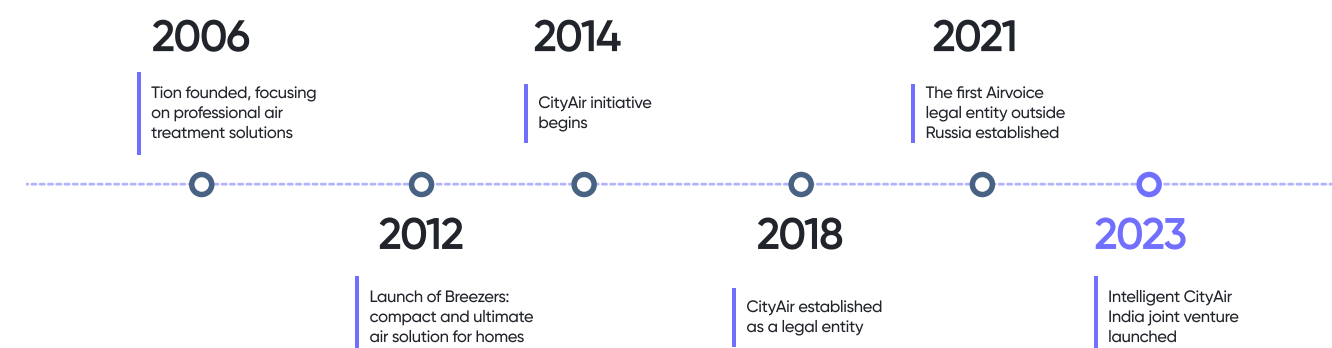 2006
Tion founded, focusing
on professional air
treatment solutions
2014
CityAir initiative
begins
2021
The first Airvoice
legal entity outside
Russia established
2012
Launch of Breezers:
compact and ultimate
air solution for homes
2018
CityAir established
as a legal entity
2023
Intelligent CityAir
India joint venture
launched